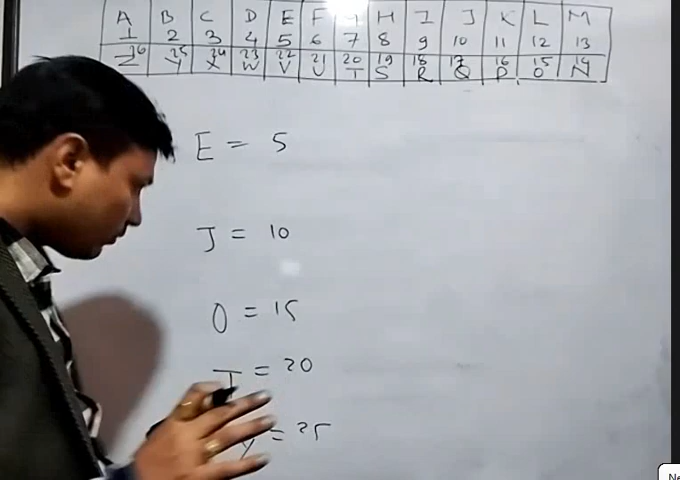 A B C D E F G H I J K L M
1 2 3 4 5 6 7 8 9 10 11 12 13
26 25 24 23 22 21 20 19 18 17 16 15 14
Z Y X W V U T S R Q P O N
E = 5
J = 10
O = 15
T = 20
Y = 25
Ne